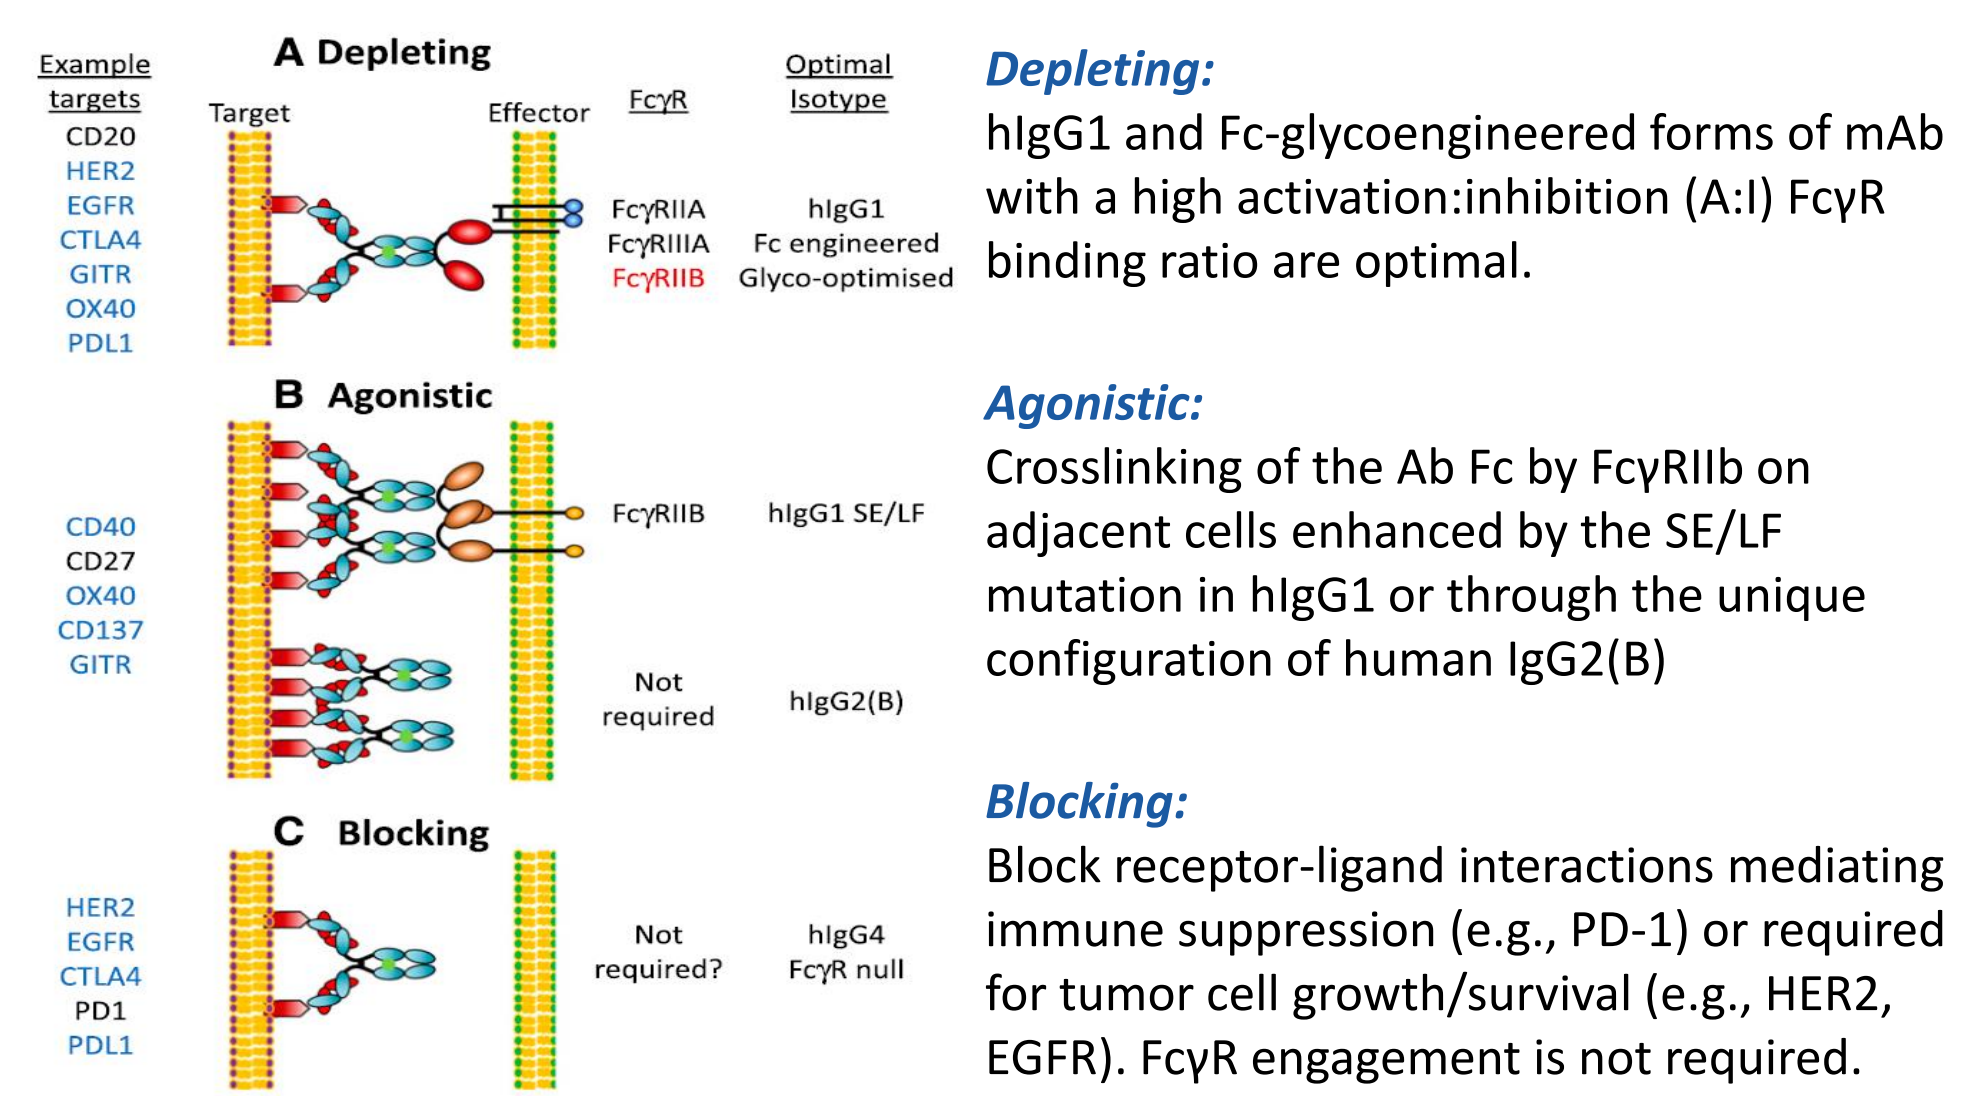 Example
targets
A Depleting
Target
Effector
FcγR
Optimal
Isotype
CD20
HER2
EGFR
CTLA4
GITR
OX40
PDL1
FcγRIIA
FcγRIIIA
FcγRIIB
hIgG1
Fc engineered
Glyco-optimised
B Agonistic
CD40
CD27
OX40
CD137
GITR
FcγRIIB
hIgG1 SE/LF
Not
required
hIgG2(B)
C Blocking
HER2
EGFR
CTLA4
PD1
PDL1
Not
required?
hIgG4
FcγR null
Depleting:
hIgG1 and Fc-glycoengineered forms of mAb
with a high activation:inhibition (A:I) FcγR
binding ratio are optimal.
Agonistic:
Crosslinking of the Ab Fc by FcγRIIb on
adjacent cells enhanced by the SE/LF
mutation in hIgG1 or through the unique
configuration of human IgG2(B)
Blocking:
Block receptor-ligand interactions mediating
immune suppression (e.g., PD-1) or required
for tumor cell growth/survival (e.g., HER2,
EGFR). FcγR engagement is not required.